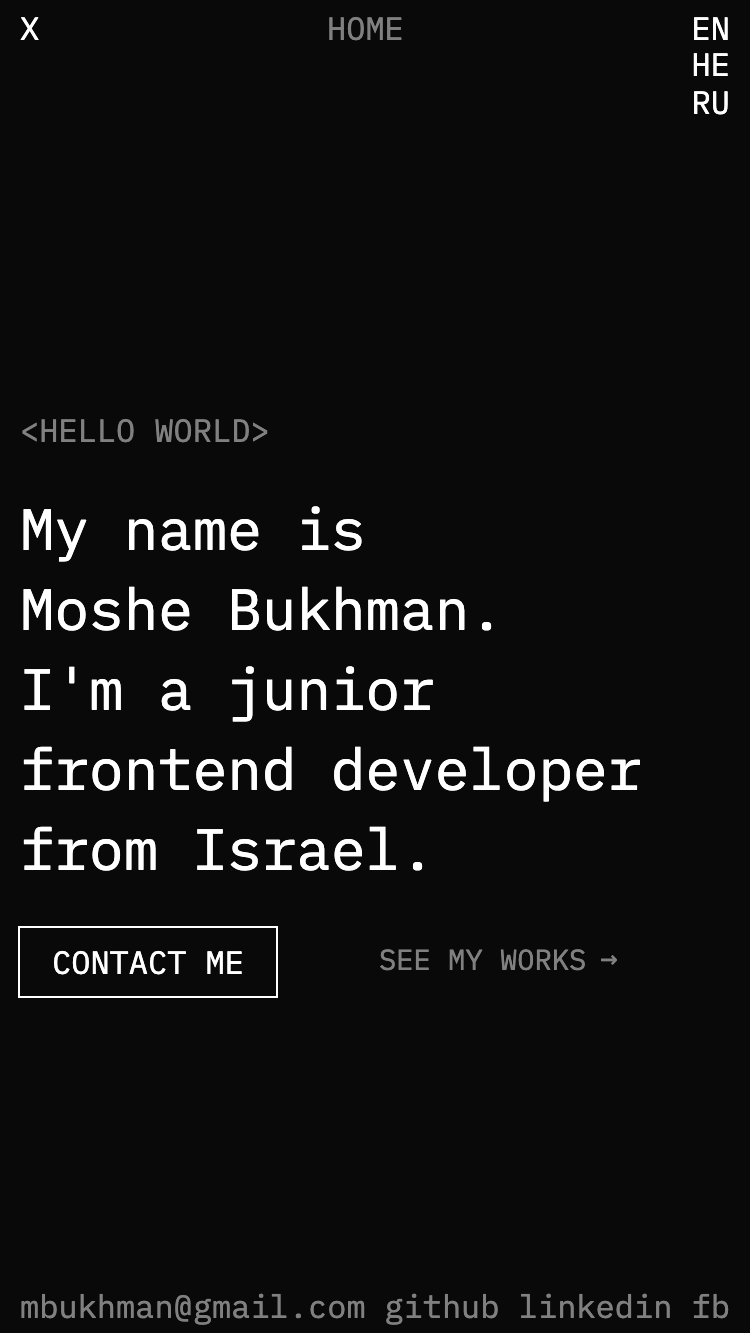 X HOME EN
HE
RU
<HELLO WORLD>
My name is
Moshe Bukhman.
I'm a junior
frontend developer
from Israel.
CONTACT ME SEE MY WORKS →
mbukhman@gmail.com github linkedin fb